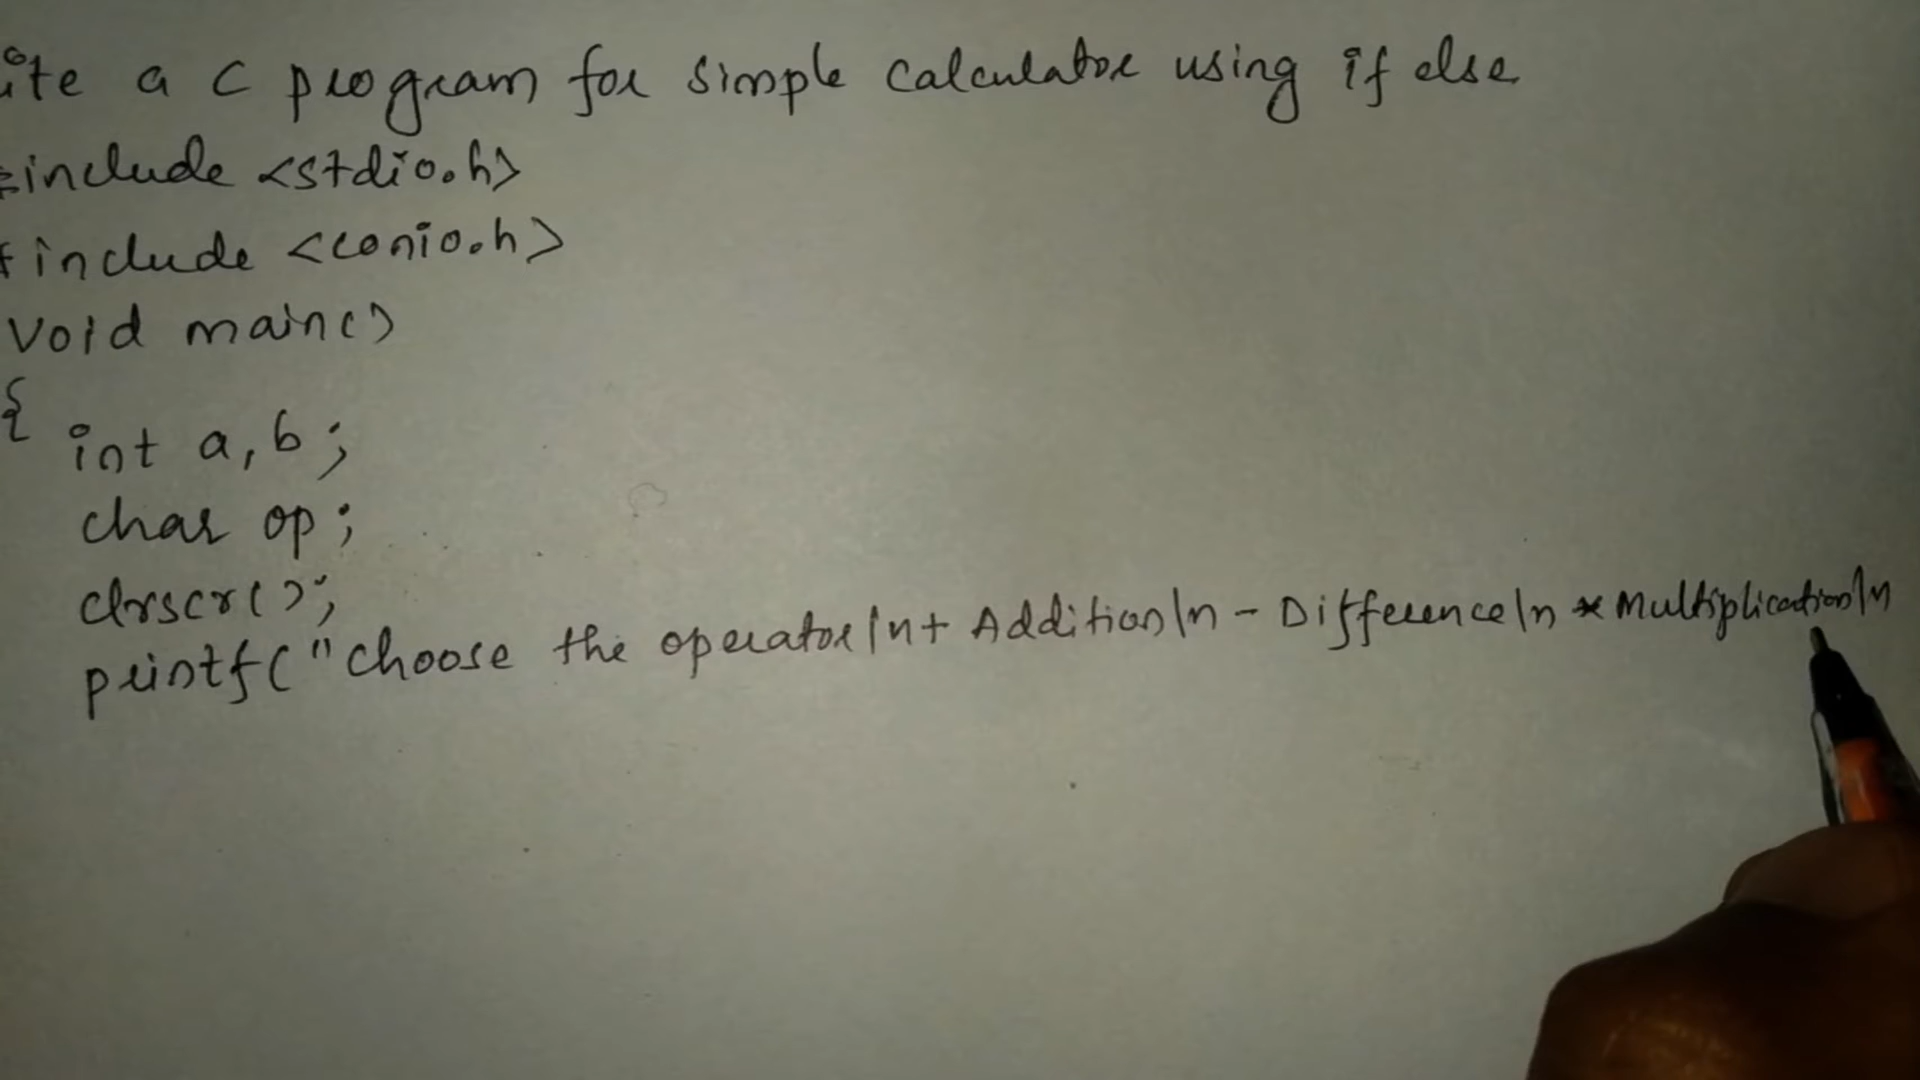 ite a c program for simple calculator using if else
#include <stdio.h>
#include <conio.h>
void main()
{ int a,b;
char op;
clrscr();
printf("choose the operator\n+ Addition\n - Difference\n * Multiplication\n